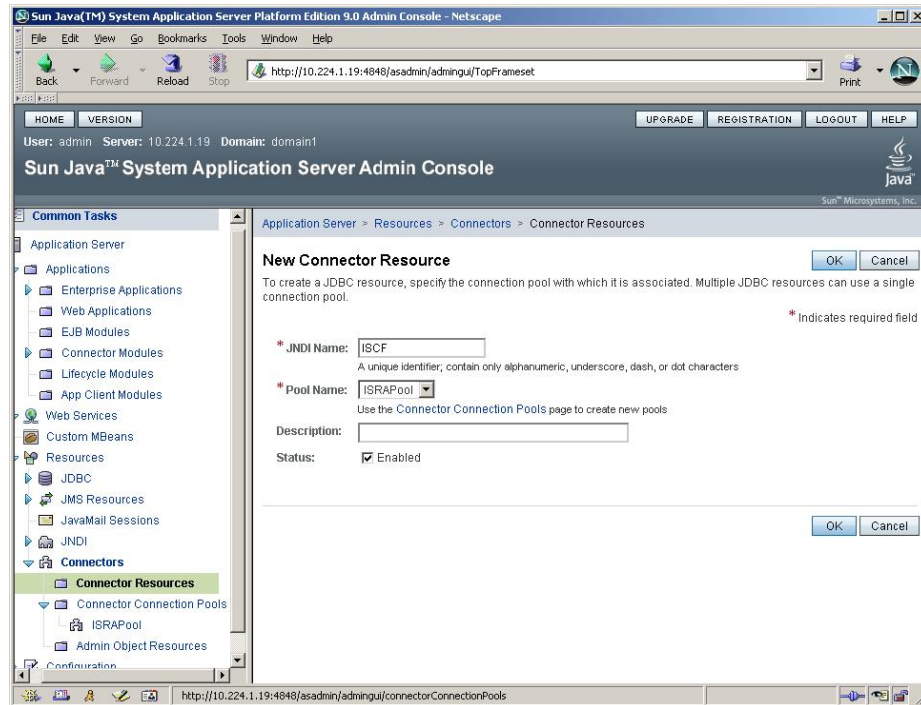 Sun Java(TM) System Application Server Platform Edition 9.0 Admin Console - Netscape
File Edit View Go Bookmarks Tools Window Help
Back Forward Reload Stop
http://10.224.1.19:4848/asadmin/admingui/TopFrameset
Print
HOME VERSION
UPGRADE REGISTRATION LOGOUT HELP
User: admin Server: 10.224.1.19 Domain: domain1
Sun Java™ System Application Server Admin Console
Java™
Sun™ Microsystems, Inc.
Common Tasks
Application Server
Applications
Enterprise Applications
Web Applications
EJB Modules
Connector Modules
Lifecycle Modules
App Client Modules
Web Services
Custom MBeans
Resources
JDBC
JMS Resources
JavaMail Sessions
JNDI
Connectors
Connector Resources
Connector Connection Pools
ISRAPool
Admin Object Resources
Configuration
Application Server > Resources > Connectors > Connector Resources
New Connector Resource
OK Cancel
To create a JDBC resource, specify the connection pool with which it is associated. Multiple JDBC resources can use a single
connection pool.
* Indicates required field
* JNDI Name: ISCF
A unique identifier; contain only alphanumeric, underscore, dash, or dot characters
* Pool Name: ISRAPool
Use the Connector Connection Pools page to create new pools
Description:
Status: Enabled
OK Cancel
http://10.224.1.19:4848/asadmin/admingui/connectorConnectionPools